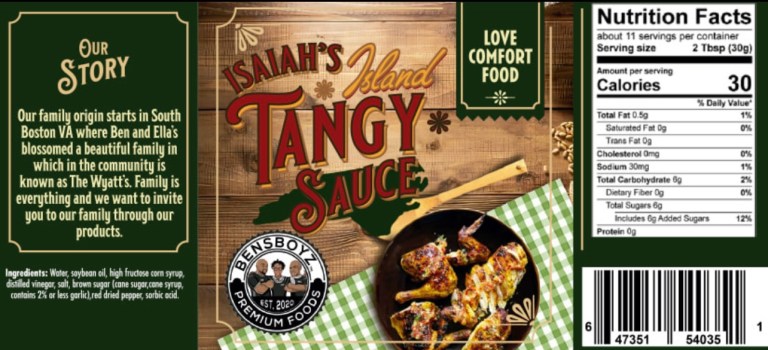 OUR
STORY
Our family origin starts in South
Boston VA where Ben and Ella's
blossomed a beautiful family in
which in the community is
known as The Wyatt's. Family is
everything and we want to invite
you to our family through our
products.
Ingredients: Water, soybean oil, high fructose corn syrup,
distilled vinegar, salt, brown sugar (cane sugar,cane syrup,
contains 2% or less garlic),red dried pepper, sorbic acid.
ISAIAH'S Island
TANGY
SAUCE
LOVE
COMFORT
FOOD
BENSBOYZ
EST. 2020
PREMIUM FOODS
Nutrition Facts
about 11 servings per container
Serving size 2 Tbsp (30g)
Amount per serving
Calories 30
% Daily Value*
Total Fat 0.5g 1%
Saturated Fat 0g 0%
Trans Fat 0g
Cholesterol 0mg 0%
Sodium 30mg 1%
Total Carbohydrate 6g 2%
Dietary Fiber 0g 0%
Total Sugars 6g
Includes 6g Added Sugars 12%
Protein 0g
6 47351 54035 1